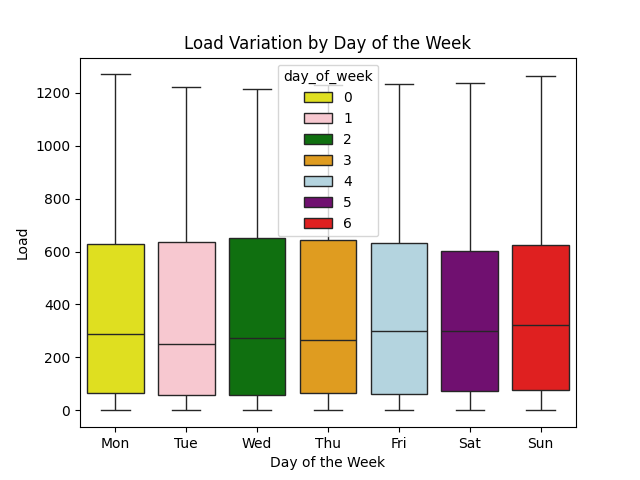 Load Variation by Day of the Week
day_of_week
0
1
2
3
4
5
6
Load
1200
1000
800
600
400
200
0
Mon Tue Wed Thu Fri Sat Sun
Day of the Week